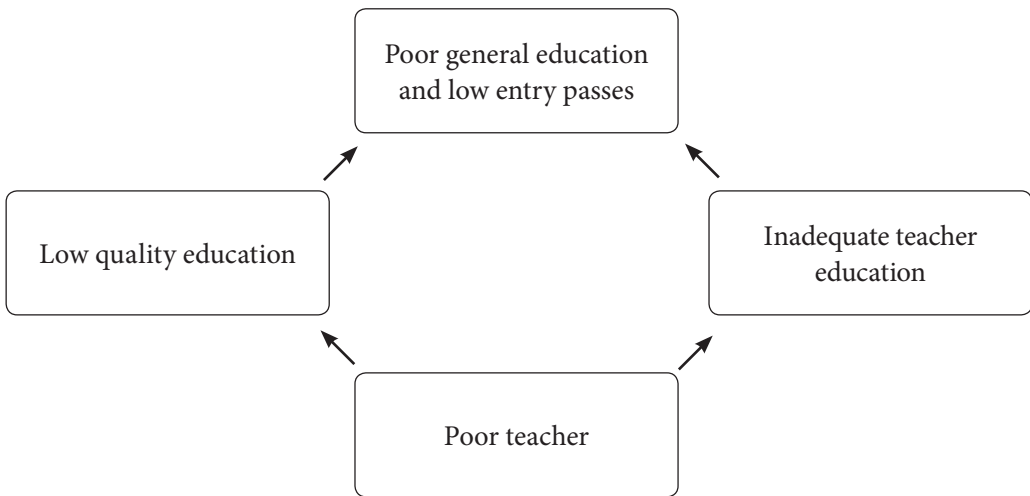 Poor general education
and low entry passes
Low quality education
Inadequate teacher
education
Poor teacher